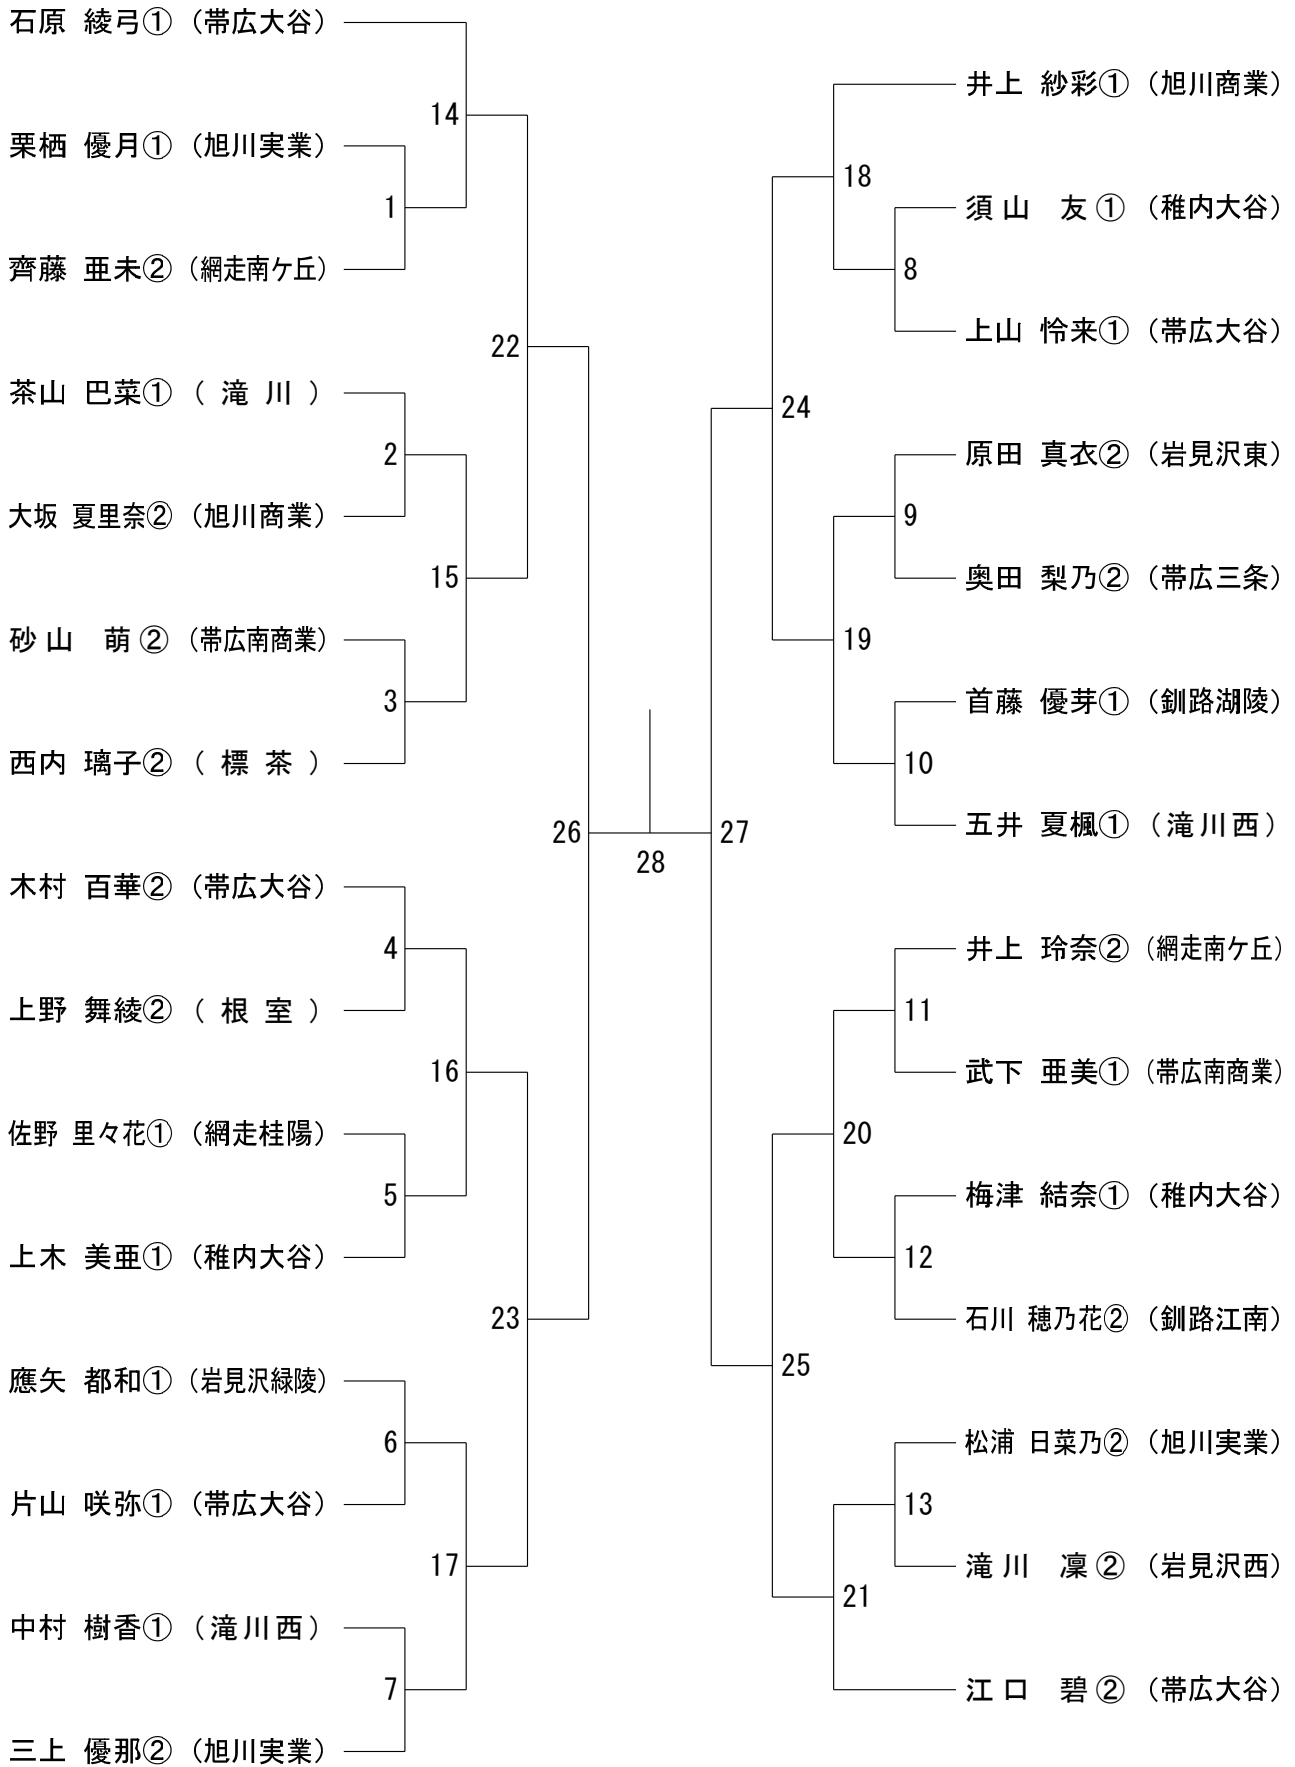 石原 綾弓①（帯広大谷）
14
栗栖 優月①（旭川実業）
1
齊藤 亜未②（網走南ケ丘）
22
茶山 巴菜①（ 滝 川 ）
2
大坂 夏里奈②（旭川商業）
15
砂山 萌②（帯広南商業）
3
西内 璃子②（ 標 茶 ）
26
木村 百華②（帯広大谷）
4
上野 舞綾②（ 根 室 ）
16
佐野 里々花①（網走桂陽）
5
上木 美亜①（稚内大谷）
23
應矢 都和①（岩見沢緑陵）
6
片山 咲弥①（帯広大谷）
17
中村 樹香①（滝川西）
7
三上 優那②（旭川実業）
28
井上 紗彩①（旭川商業）
18
須山 友①（稚内大谷）
8
上山 怜来①（帯広大谷）
24
原田 真衣②（岩見沢東）
9
奥田 梨乃②（帯広三条）
19
首藤 優芽①（釧路湖陵）
10
五井 夏楓①（滝川西）
27
井上 玲奈②（網走南ケ丘）
11
武下 亜美①（帯広南商業）
20
梅津 結奈①（稚内大谷）
12
石川 穂乃花②（釧路江南）
25
松浦 日菜乃②（旭川実業）
13
滝川 凜②（岩見沢西）
21
江口 碧②（帯広大谷）